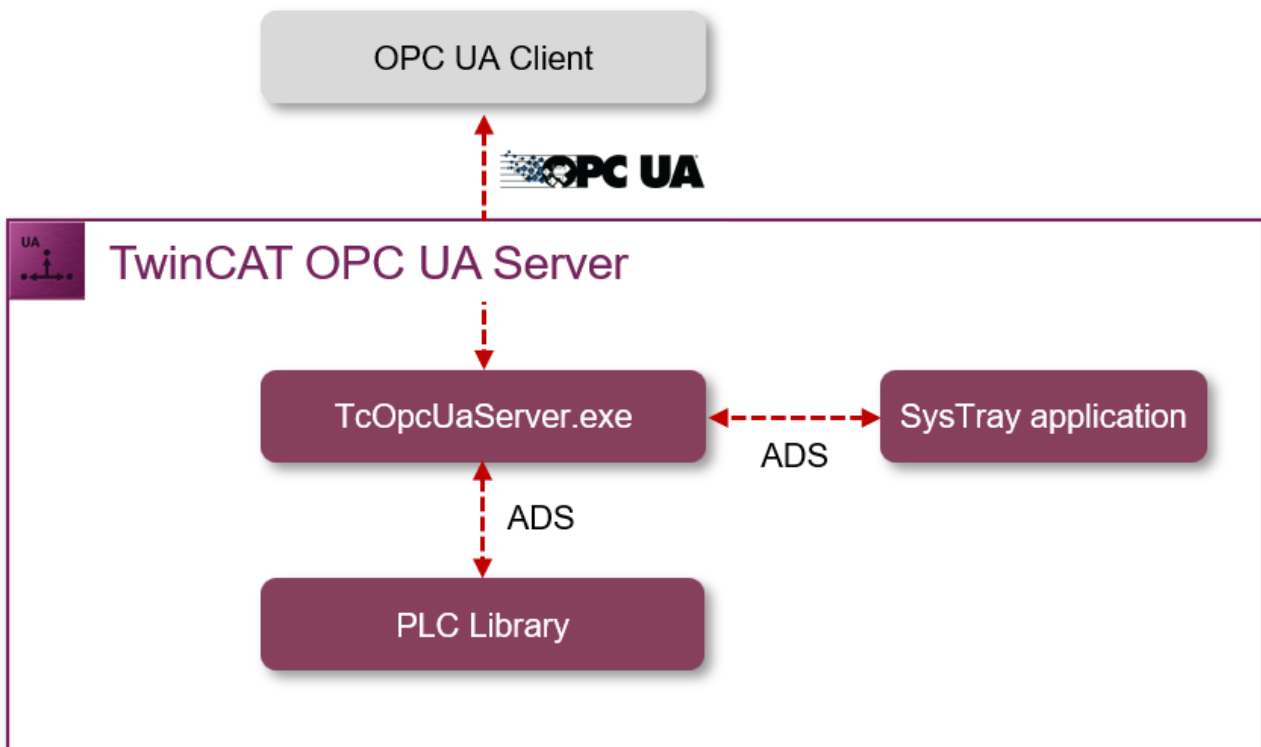 OPC UA Client
OPC UA
UA
TwinCAT OPC UA Server
TcOpcUaServer.exe
SysTray application
ADS
ADS
PLC Library